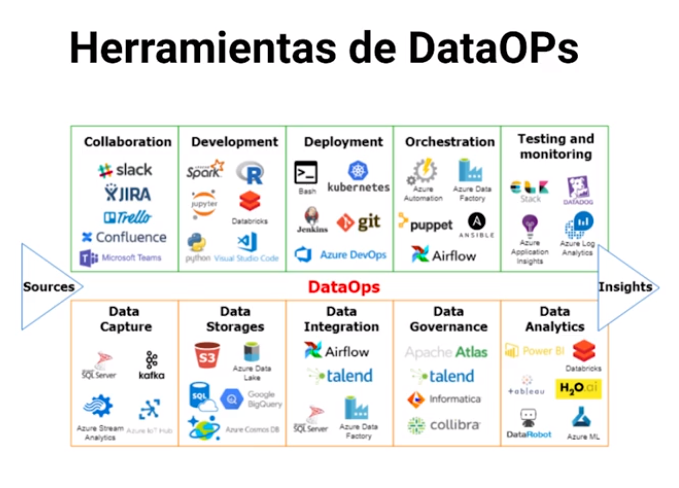 Herramientas de DataOPs
Collaboration
slack
JIRA
Trello
Confluence
Microsoft Teams
Development
Spark
R
jupyter
Databricks
python
Visual Studio Code
Deployment
Bash
kubernetes
Jenkins
git
Azure DevOps
Orchestration
Azure
Automation
Azure Data
Factory
puppet
A
ANSIBLE
Airflow
Testing and
monitoring
ELK
Stack
DATADOG
Azure
Application
Insights
Azure Log
Analytics
Sources
DataOps
Insights
Data
Capture
SQL Server
kafka
Azure Stream
Analytics
Azure IoT Hub
Data
Storages
S3
Azure Data
Lake
SQL
Google
BigQuery
Azure Cosmos DB
Data
Integration
Airflow
talend
SQL Server
Azure Data
Factory
Data
Governance
Apache Atlas
talend
Informatica
collibra
Data
Analytics
Power BI
Databricks
+ableau
H2O.ai
DataRobot
Azure ML